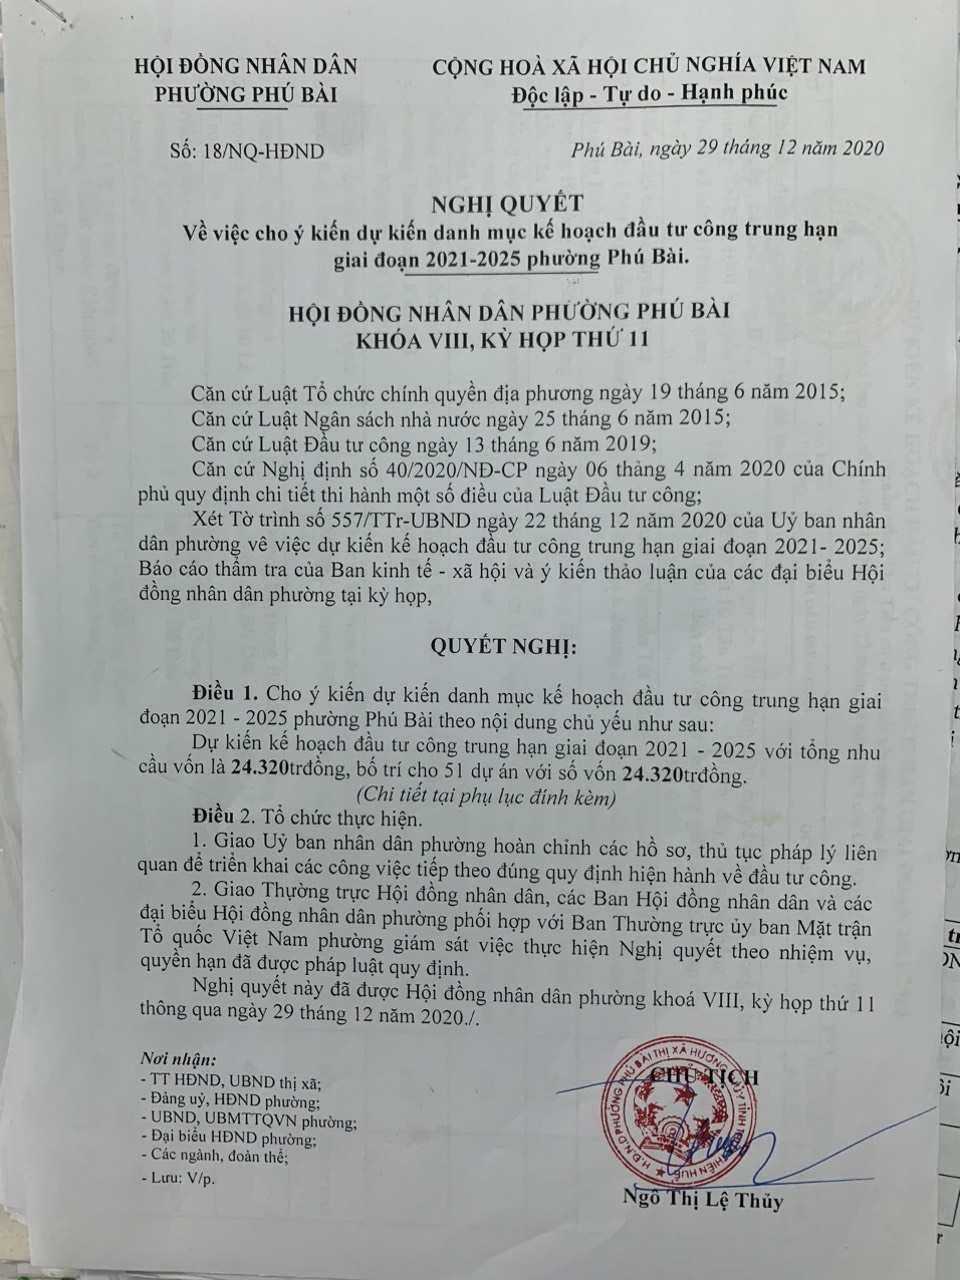 HỘI ĐỒNG NHÂN DÂN
PHƯỜNG PHÚ BÀI
CỘNG HOÀ XÃ HỘI CHỦ NGHĨA VIỆT NAM
Độc lập - Tự do - Hạnh phúc
Số: 18/NQ-HĐND
Phú Bài, ngày 29 tháng 12 năm 2020
NGHỊ QUYẾT
Về việc cho ý kiến dự kiến danh mục kế hoạch đầu tư công trung hạn
giai đoạn 2021-2025 phường Phú Bài.
HỘI ĐỒNG NHÂN DÂN PHƯỜNG PHÚ BÀI
KHÓA VIII, KỲ HỌP THỨ 11
Căn cứ Luật Tổ chức chính quyền địa phương ngày 19 tháng 6 năm 2015;
Căn cứ Luật Ngân sách nhà nước ngày 25 tháng 6 năm 2015;
Căn cứ Luật Đầu tư công ngày 13 tháng 6 năm 2019;
Căn cứ Nghị định số 40/2020/NĐ-CP ngày 06 tháng 4 năm 2020 của Chính
phủ quy định chi tiết thi hành một số điều của Luật Đầu tư công;
Xét Tờ trình số 557/TTr-UBND ngày 22 tháng 12 năm 2020 của Uỷ ban nhân
dân phường vê việc dự kiến kế hoạch đầu tư công trung hạn giai đoạn 2021- 2025;
Báo cáo thẩm tra của Ban kinh tế - xã hội và ý kiến thảo luận của các đại biểu Hội
đồng nhân dân phường tại kỳ họp,
QUYẾT NGHỊ:
Điều 1. Cho ý kiến dự kiến danh mục kế hoạch đầu tư công trung hạn giai
đoạn 2021 - 2025 phường Phú Bài theo nội dung chủ yếu như sau:
Dự kiến kế hoạch đầu tư công trung hạn giai đoạn 2021 - 2025 với tổng nhu
cầu vốn là 24.320trđồng, bố trí cho 51 dự án với số vốn 24.320trđồng.
(Chi tiết tại phụ lục đính kèm)
Điều 2. Tổ chức thực hiện.
1. Giao Uỷ ban nhân dân phường hoàn chỉnh các hồ sơ, thủ tục pháp lý liên
quan để triển khai các công việc tiếp theo đúng quy định hiện hành về đầu tư công.
2. Giao Thường trực Hội đồng nhân dân, các Ban Hội đồng nhân dân và các
đại biểu Hội đồng nhân dân phường phối hợp với Ban Thường trực ủy ban Mặt trận
Tổ quốc Việt Nam phường giám sát việc thực hiện Nghị quyết theo nhiệm vụ,
quyền hạn đã được pháp luật quy định.
Nghị quyết này đã được Hội đồng nhân dân phường khoá VIII, kỳ họp thứ 11
thông qua ngày 29 tháng 12 năm 2020./.
Nơi nhận:
- TT HĐND, UBND thị xã;
- Đảng uỷ, HĐND phường;
- UBND, UBMTTQVN phường;
- Đại biểu HĐND phường;
- Các ngành, đoàn thể;
- Lưu: V/p.
CHỦ TỊCH
H.Đ.N.D PHƯỜNG PHÚ BÀI THỊ XÃ HƯƠNG THỦY TỈNH THỪA THIÊN HUẾ
Ngô Thị Lệ Thủy